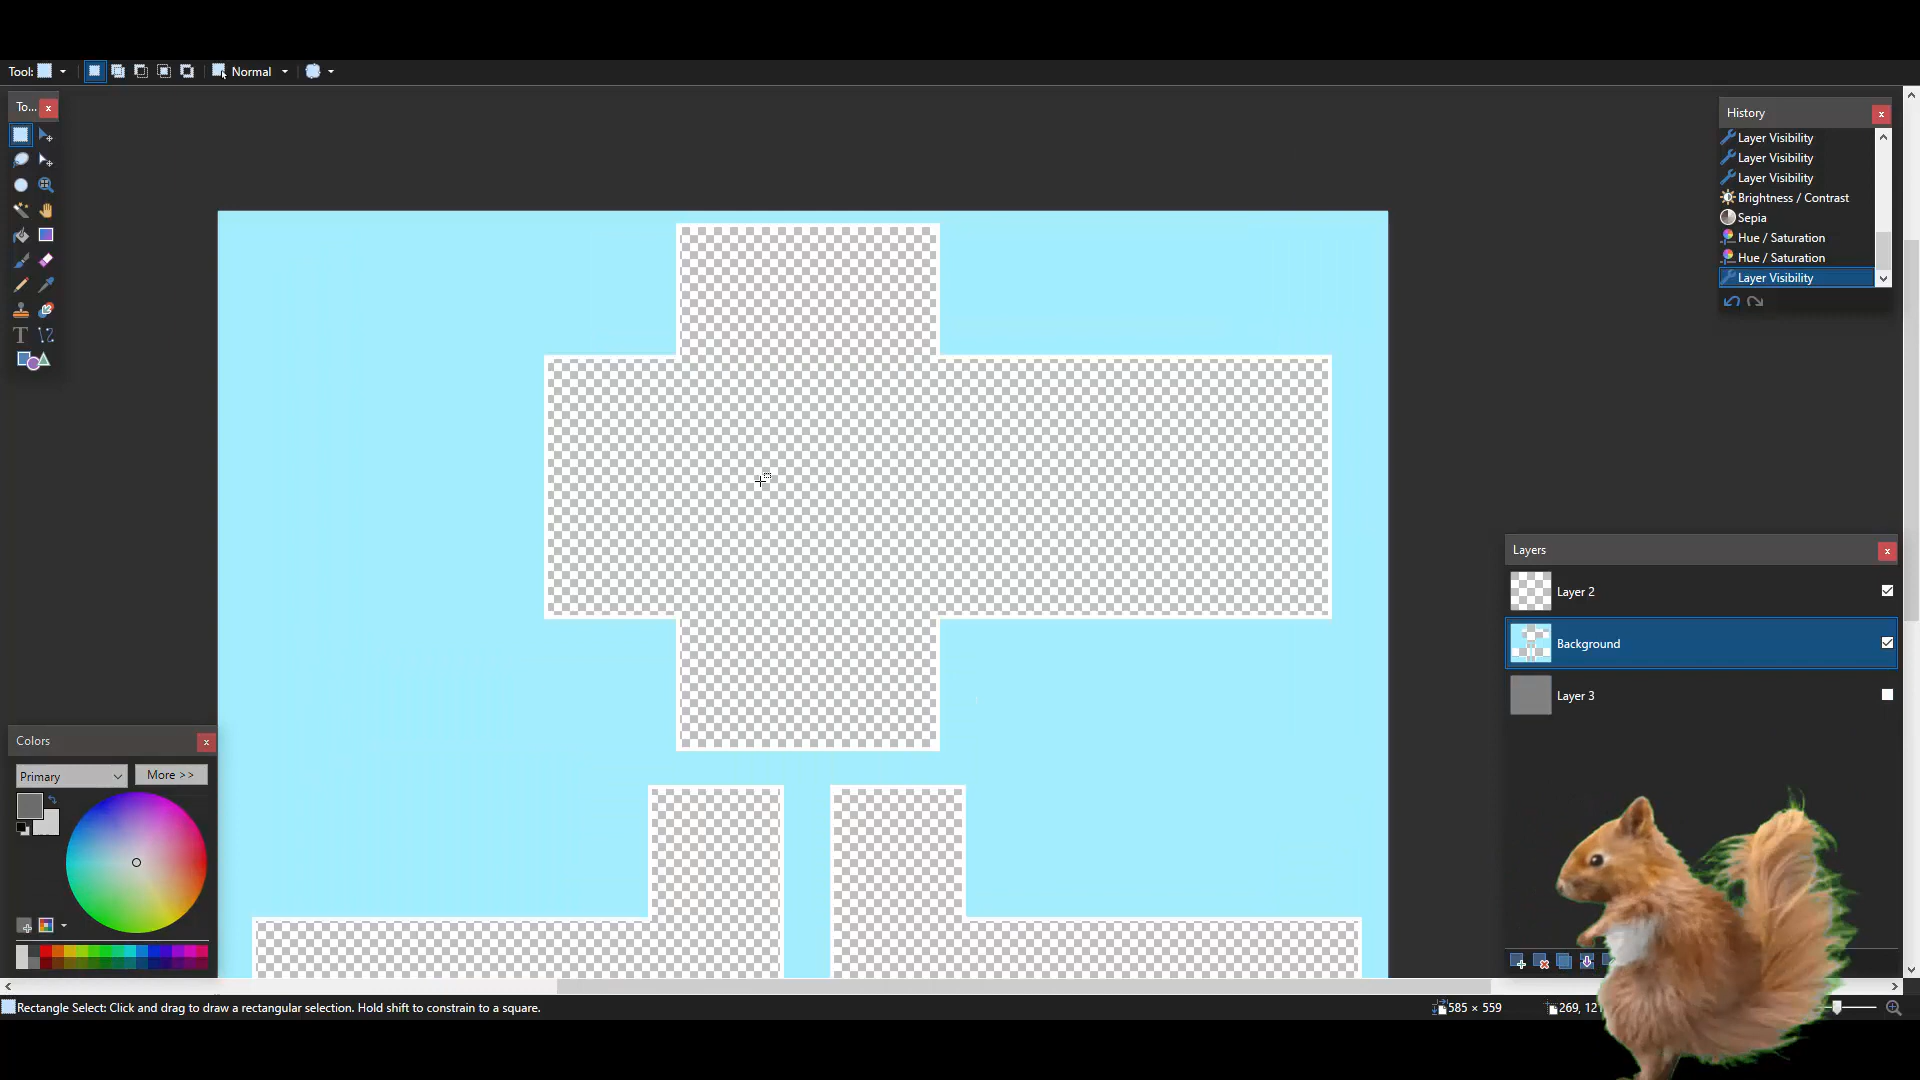 Tool:
Normal
To...
History
Layer Visibility
Layer Visibility
Layer Visibility
Brightness / Contrast
Sepia
Hue / Saturation
Hue / Saturation
Layer Visibility
Layers
Layer 2
Background
Layer 3
Colors
Primary
More >>
Rectangle Select: Click and drag to draw a rectangular selection. Hold shift to constrain to a square.
585 × 559
269,